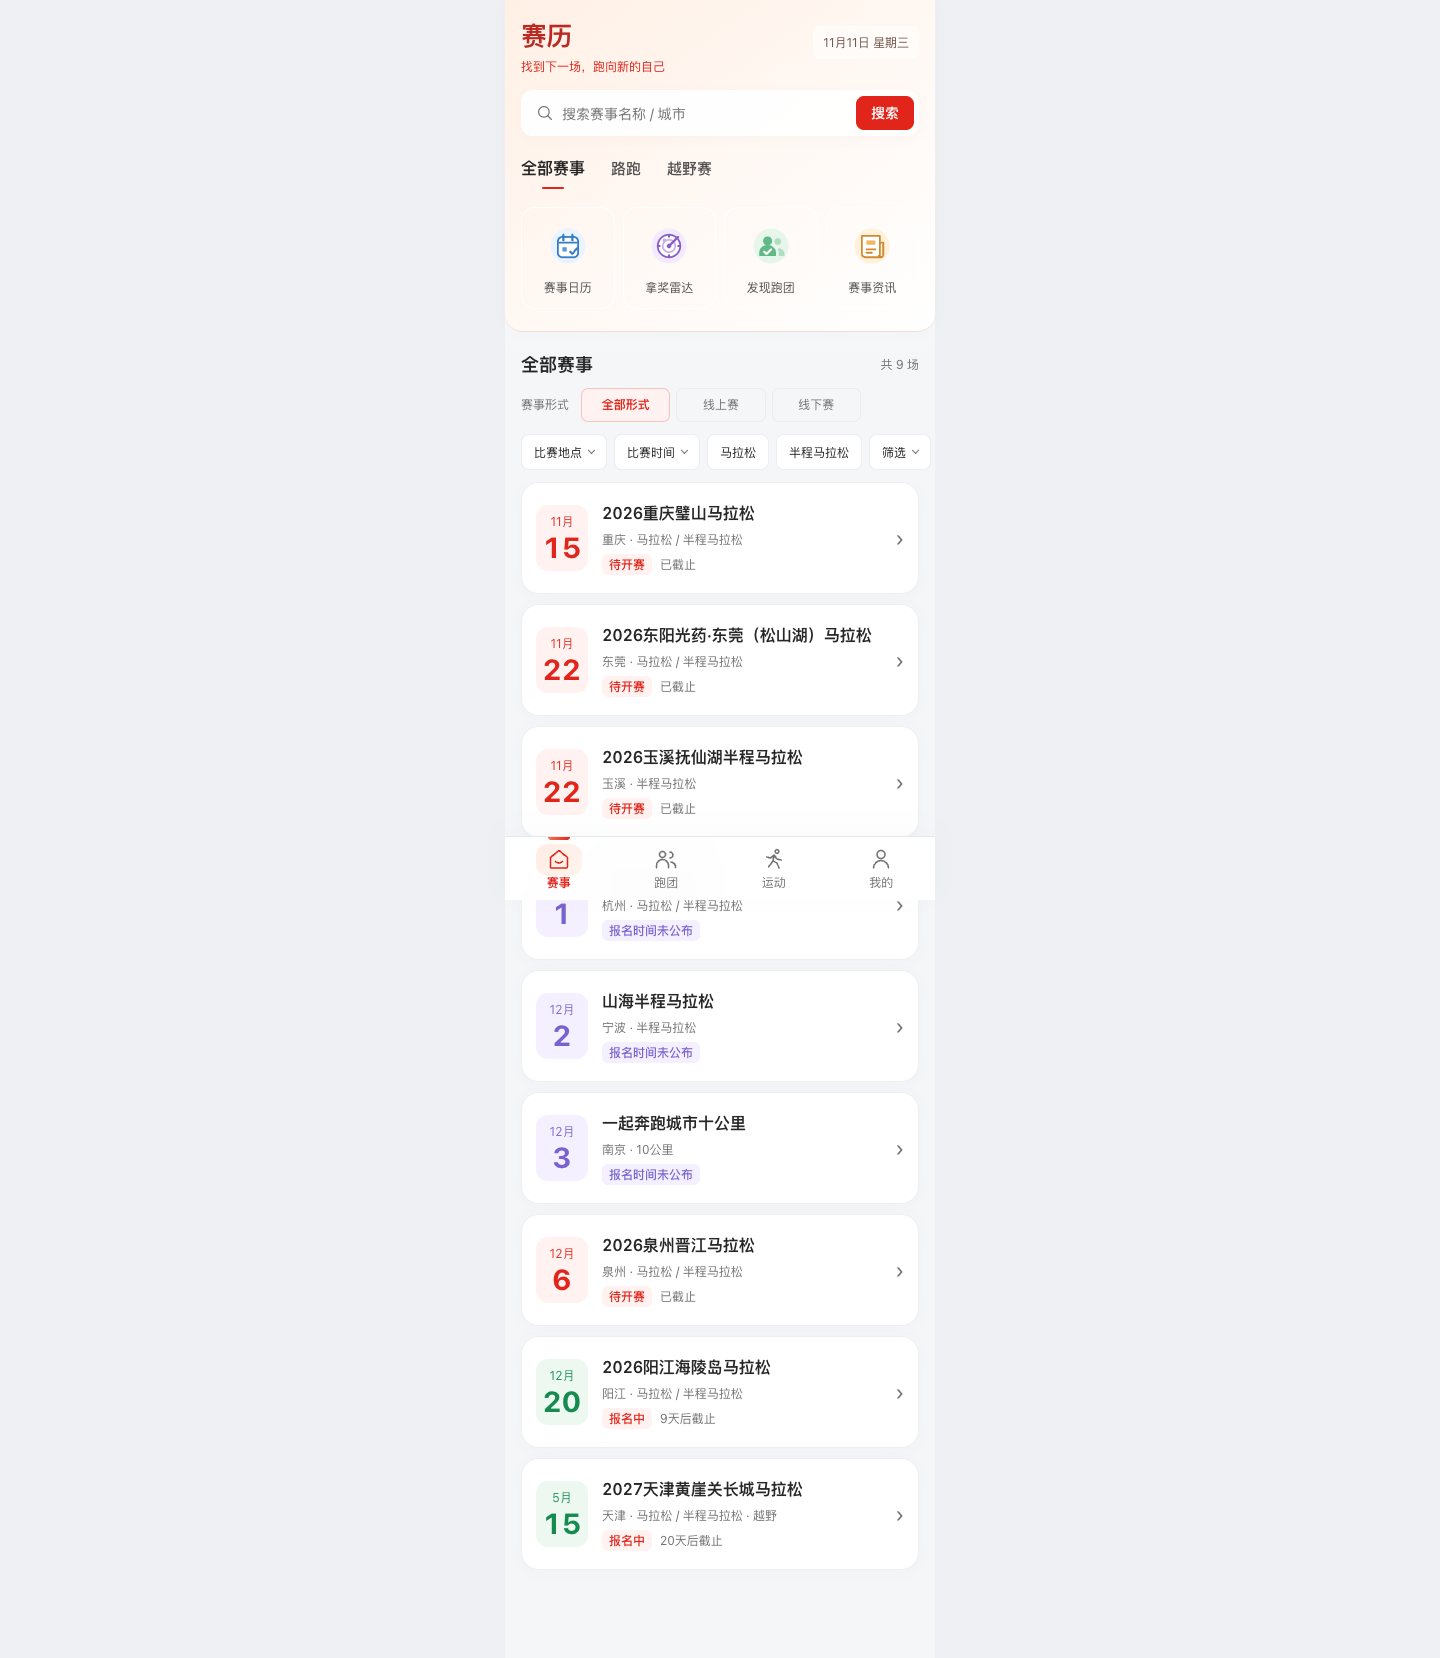 赛历
找到下一场，跑向新的自己
11月11日 星期三
搜索赛事名称 / 城市
搜索
全部赛事 路跑 越野赛
赛事日历 拿奖雷达 发现跑团 赛事资讯
全部赛事
共 9 场
赛事形式 全部形式 线上赛 线下赛
比赛地点 比赛时间 马拉松 半程马拉松 筛选
11月
15
2026重庆璧山马拉松
重庆 · 马拉松 / 半程马拉松
待开赛 已截止
11月
22
2026东阳光药·东莞（松山湖）马拉松
东莞 · 马拉松 / 半程马拉松
待开赛 已截止
11月
22
2026玉溪抚仙湖半程马拉松
玉溪 · 半程马拉松
待开赛 已截止
赛事 跑团 运动 我的
1
杭州 · 马拉松 / 半程马拉松
报名时间未公布
12月
2
山海半程马拉松
宁波 · 半程马拉松
报名时间未公布
12月
3
一起奔跑城市十公里
南京 · 10公里
报名时间未公布
12月
6
2026泉州晋江马拉松
泉州 · 马拉松 / 半程马拉松
待开赛 已截止
12月
20
2026阳江海陵岛马拉松
阳江 · 马拉松 / 半程马拉松
报名中 9天后截止
5月
15
2027天津黄崖关长城马拉松
天津 · 马拉松 / 半程马拉松 · 越野
报名中 20天后截止